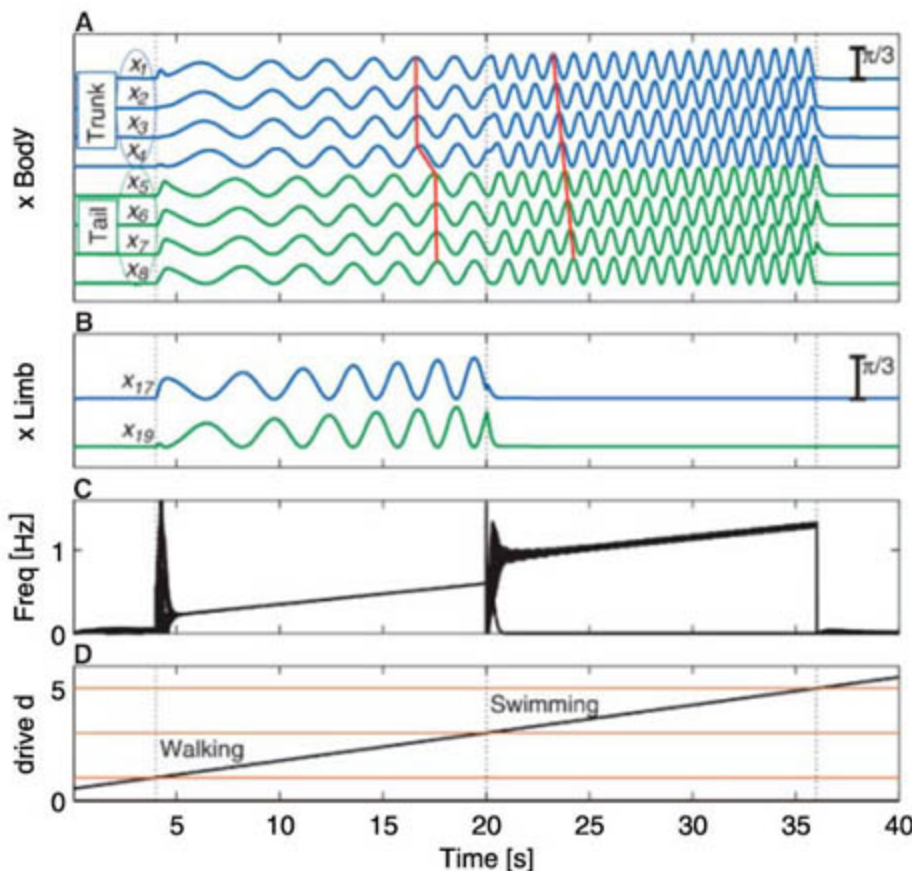 A
x Body
Trunk
Tail
x1
x2
x3
x4
x5
x6
x7
x8
π/3
B
x Limb
x17
x19
π/3
C
Freq [Hz]
1
0
D
drive d
5
0
Walking
Swimming
5 10 15 20 25 30 35 40
Time [s]